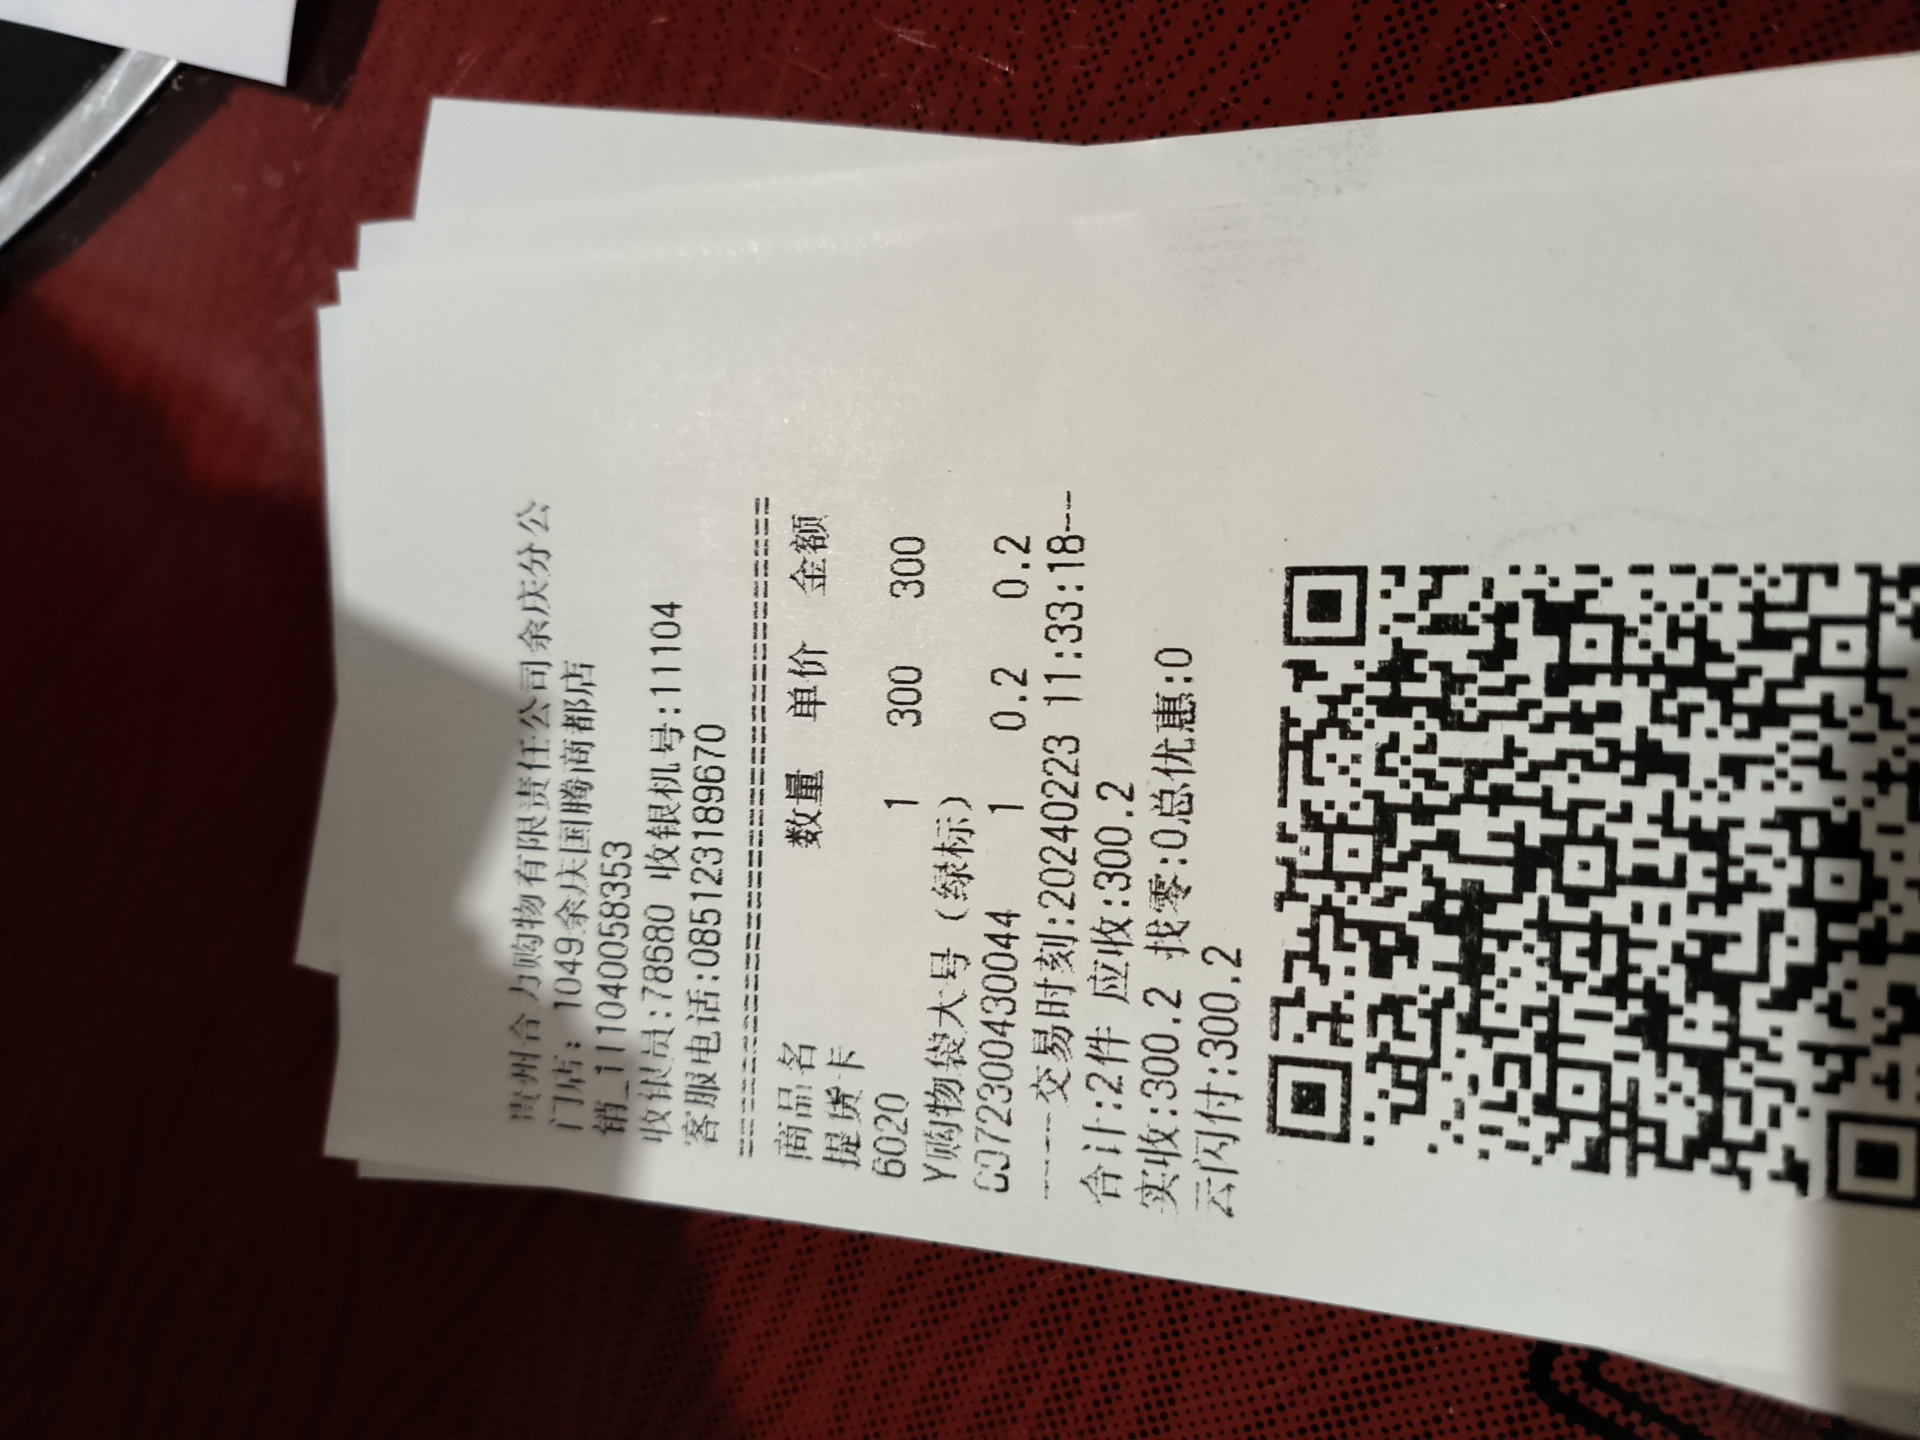 贵州合力购物有限责任公司余庆分公
门店: 1049余庆国腾商都店
销_1110400583​53
收银员:78680 收银机号:11104
客服电话:085123189670
商品名 数量 单价 金额
提货卡
6020 1 300 300
Y购物袋大号（绿标）
0072300430044 1 0.2 0.2
----交易时刻:20240223 11:33:18--
合计:2件 应收:300.2
实收:300.2 找零:0总优惠:0
云闪付:300.2